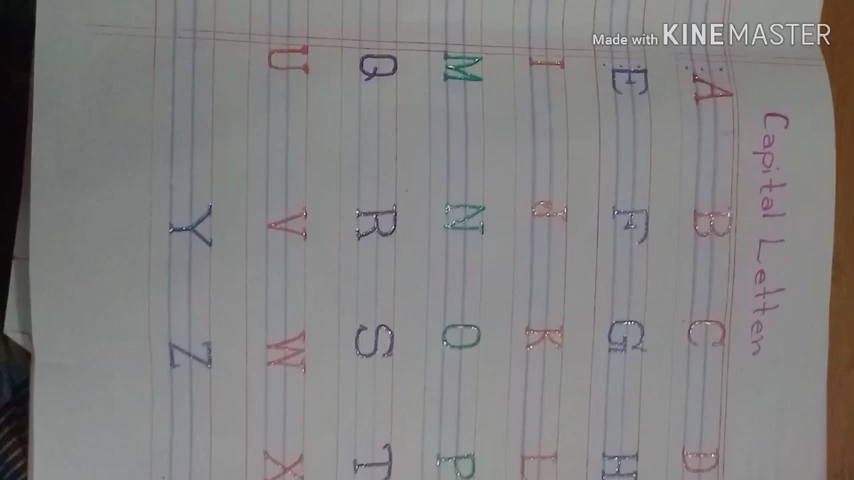 Made with KINEMASTER
Capital Letter
A B C D
E F G H
I J K L
M N O P
Q R S T
U V W X
Y Z